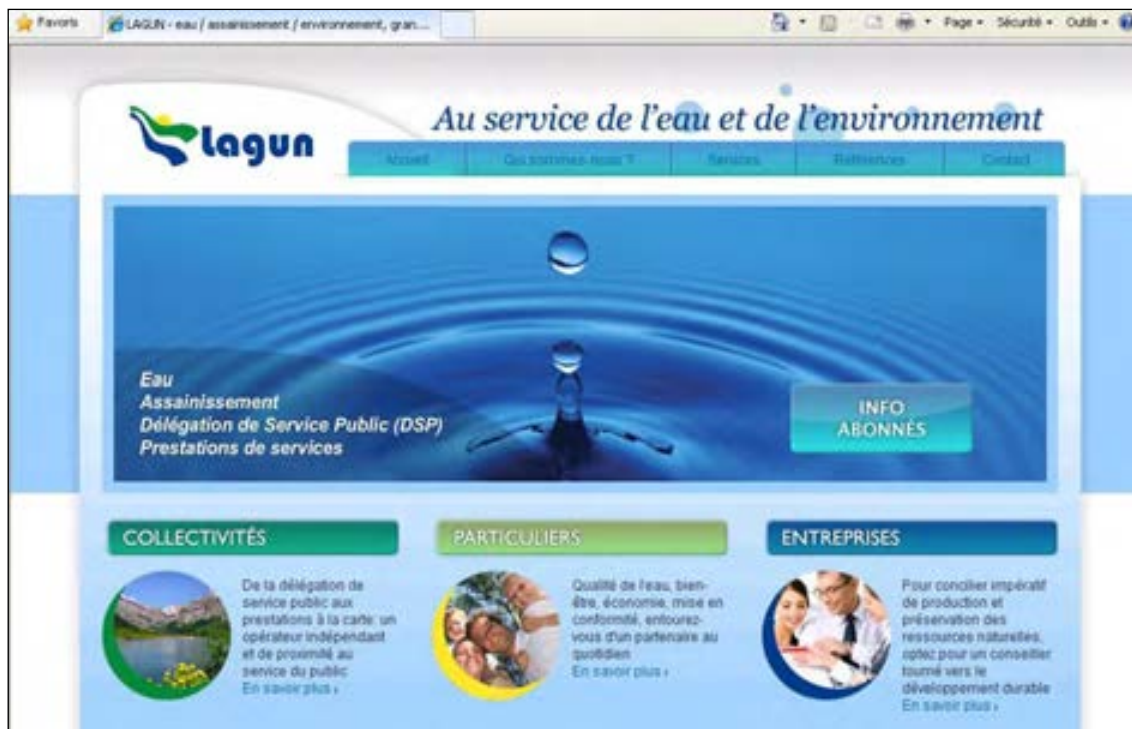 Favoris
LAGUN - eau / assainissement / environnement, gran...
Page
Sécurité
Outils
Lagun
Au service de l'eau et de l'environnement
Accueil
Qui sommes-nous ?
Services
Références
Contact
Eau
Assainissement
Délégation de Service Public (DSP)
Prestations de services
INFO
ABONNÉS
COLLECTIVITÉS
De la délégation de
service public aux
prestations à la carte: un
opérateur indépendant
et de proximité au
service du public
En savoir plus ›
PARTICULIERS
Qualité de l'eau, bien-
être, économie, mise en
conformité, entourez-
vous d'un partenaire au
quotidien
En savoir plus ›
ENTREPRISES
Pour concilier impératif
de production et
préservation des
ressources naturelles,
optez pour un conseiller
tourné vers le
développement durable
En savoir plus ›